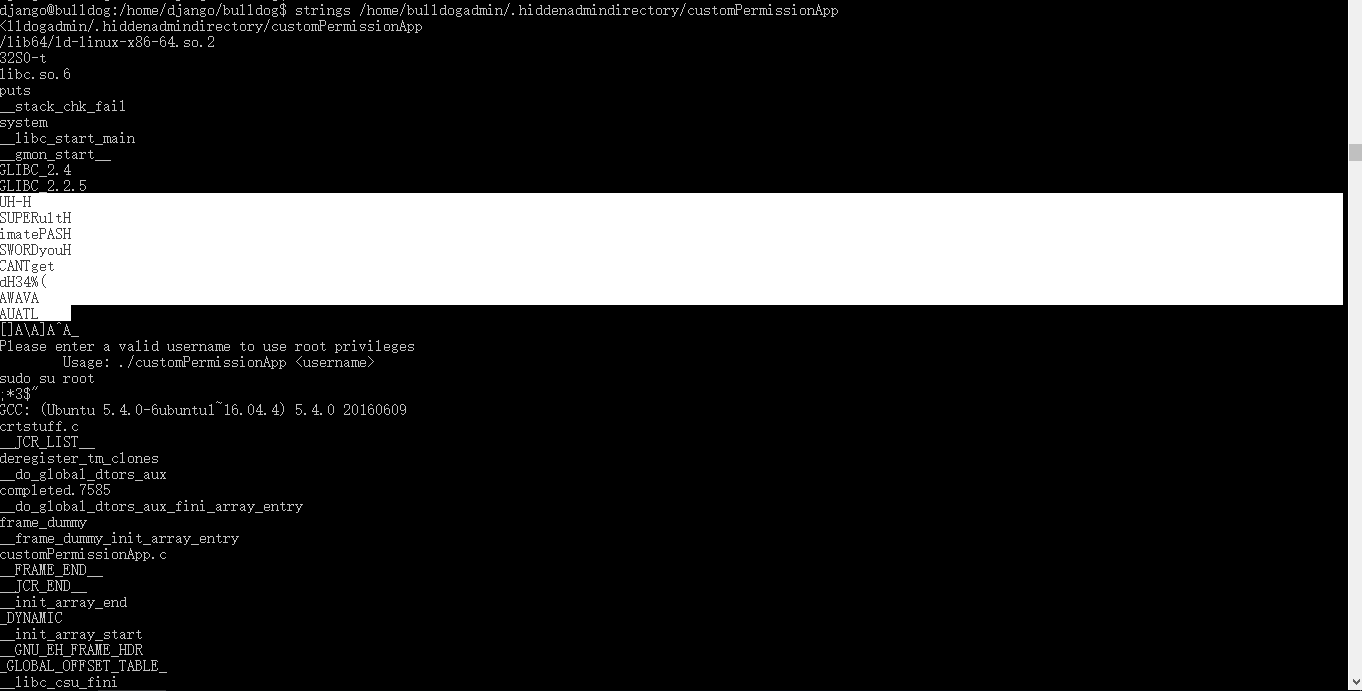 django@bulldog:/home/django/bulldog$ strings /home/bulldogadmin/.hiddenadmindirectory/customPermissionApp
<lldogadmin/.hiddenadmindirectory/customPermissionApp
/lib64/ld-linux-x86-64.so.2
32S0-t
libc.so.6
puts
__stack_chk_fail
system
__libc_start_main
__gmon_start__
GLIBC_2.4
GLIBC_2.2.5
UH-H
SUPERultH
imatePASH
SWORDyouH
CANTget
dH34%(
AWAVA
AUATL
[]A\A]A^A_
Please enter a valid username to use root privileges
Usage: ./customPermissionApp <username>
sudo su root
;*3$"
GCC: (Ubuntu 5.4.0-6ubuntu1~16.04.4) 5.4.0 20160609
crtstuff.c
__JCR_LIST__
deregister_tm_clones
__do_global_dtors_aux
completed.7585
__do_global_dtors_aux_fini_array_entry
frame_dummy
__frame_dummy_init_array_entry
customPermissionApp.c
__FRAME_END__
__JCR_END__
__init_array_end
_DYNAMIC
__init_array_start
__GNU_EH_FRAME_HDR
_GLOBAL_OFFSET_TABLE_
__libc_csu_fini